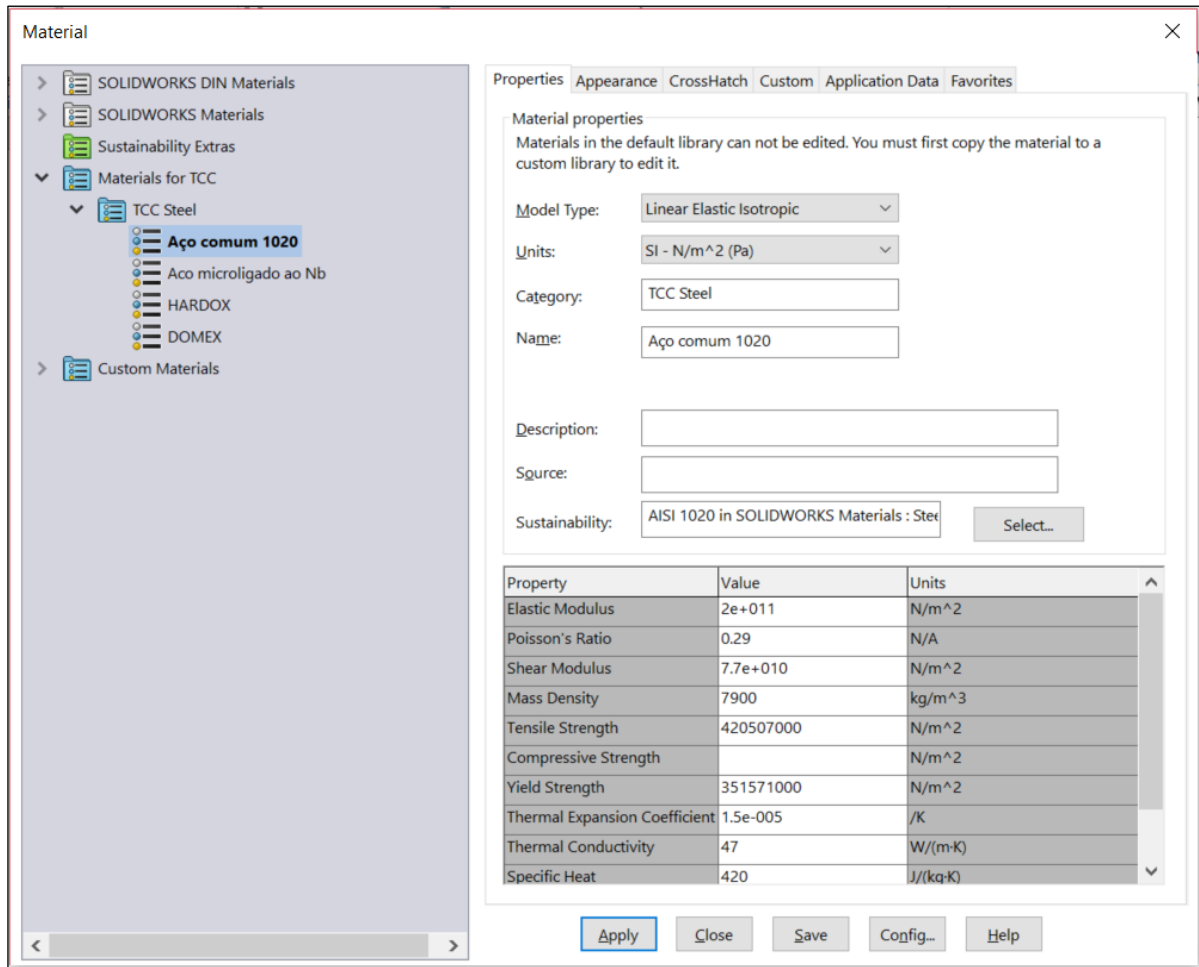 Material
SOLIDWORKS DIN Materials
SOLIDWORKS Materials
Sustainability Extras
Materials for TCC
TCC Steel
Aço comum 1020
Aco microligado ao Nb
HARDOX
DOMEX
Custom Materials
Properties Appearance CrossHatch Custom Application Data Favorites
Material properties
Materials in the default library can not be edited. You must first copy the material to a
custom library to edit it.
Model Type: Linear Elastic Isotropic
Units: SI - N/m^2 (Pa)
Category: TCC Steel
Name: Aço comum 1020
Description:
Source:
Sustainability: AISI 1020 in SOLIDWORKS Materials : Stee Select...
Property Value Units
Elastic Modulus 2e+011 N/m^2
Poisson's Ratio 0.29 N/A
Shear Modulus 7.7e+010 N/m^2
Mass Density 7900 kg/m^3
Tensile Strength 420507000 N/m^2
Compressive Strength N/m^2
Yield Strength 351571000 N/m^2
Thermal Expansion Coefficient 1.5e-005 /K
Thermal Conductivity 47 W/(m·K)
Specific Heat 420 J/(kg·K)
Apply Close Save Config... Help